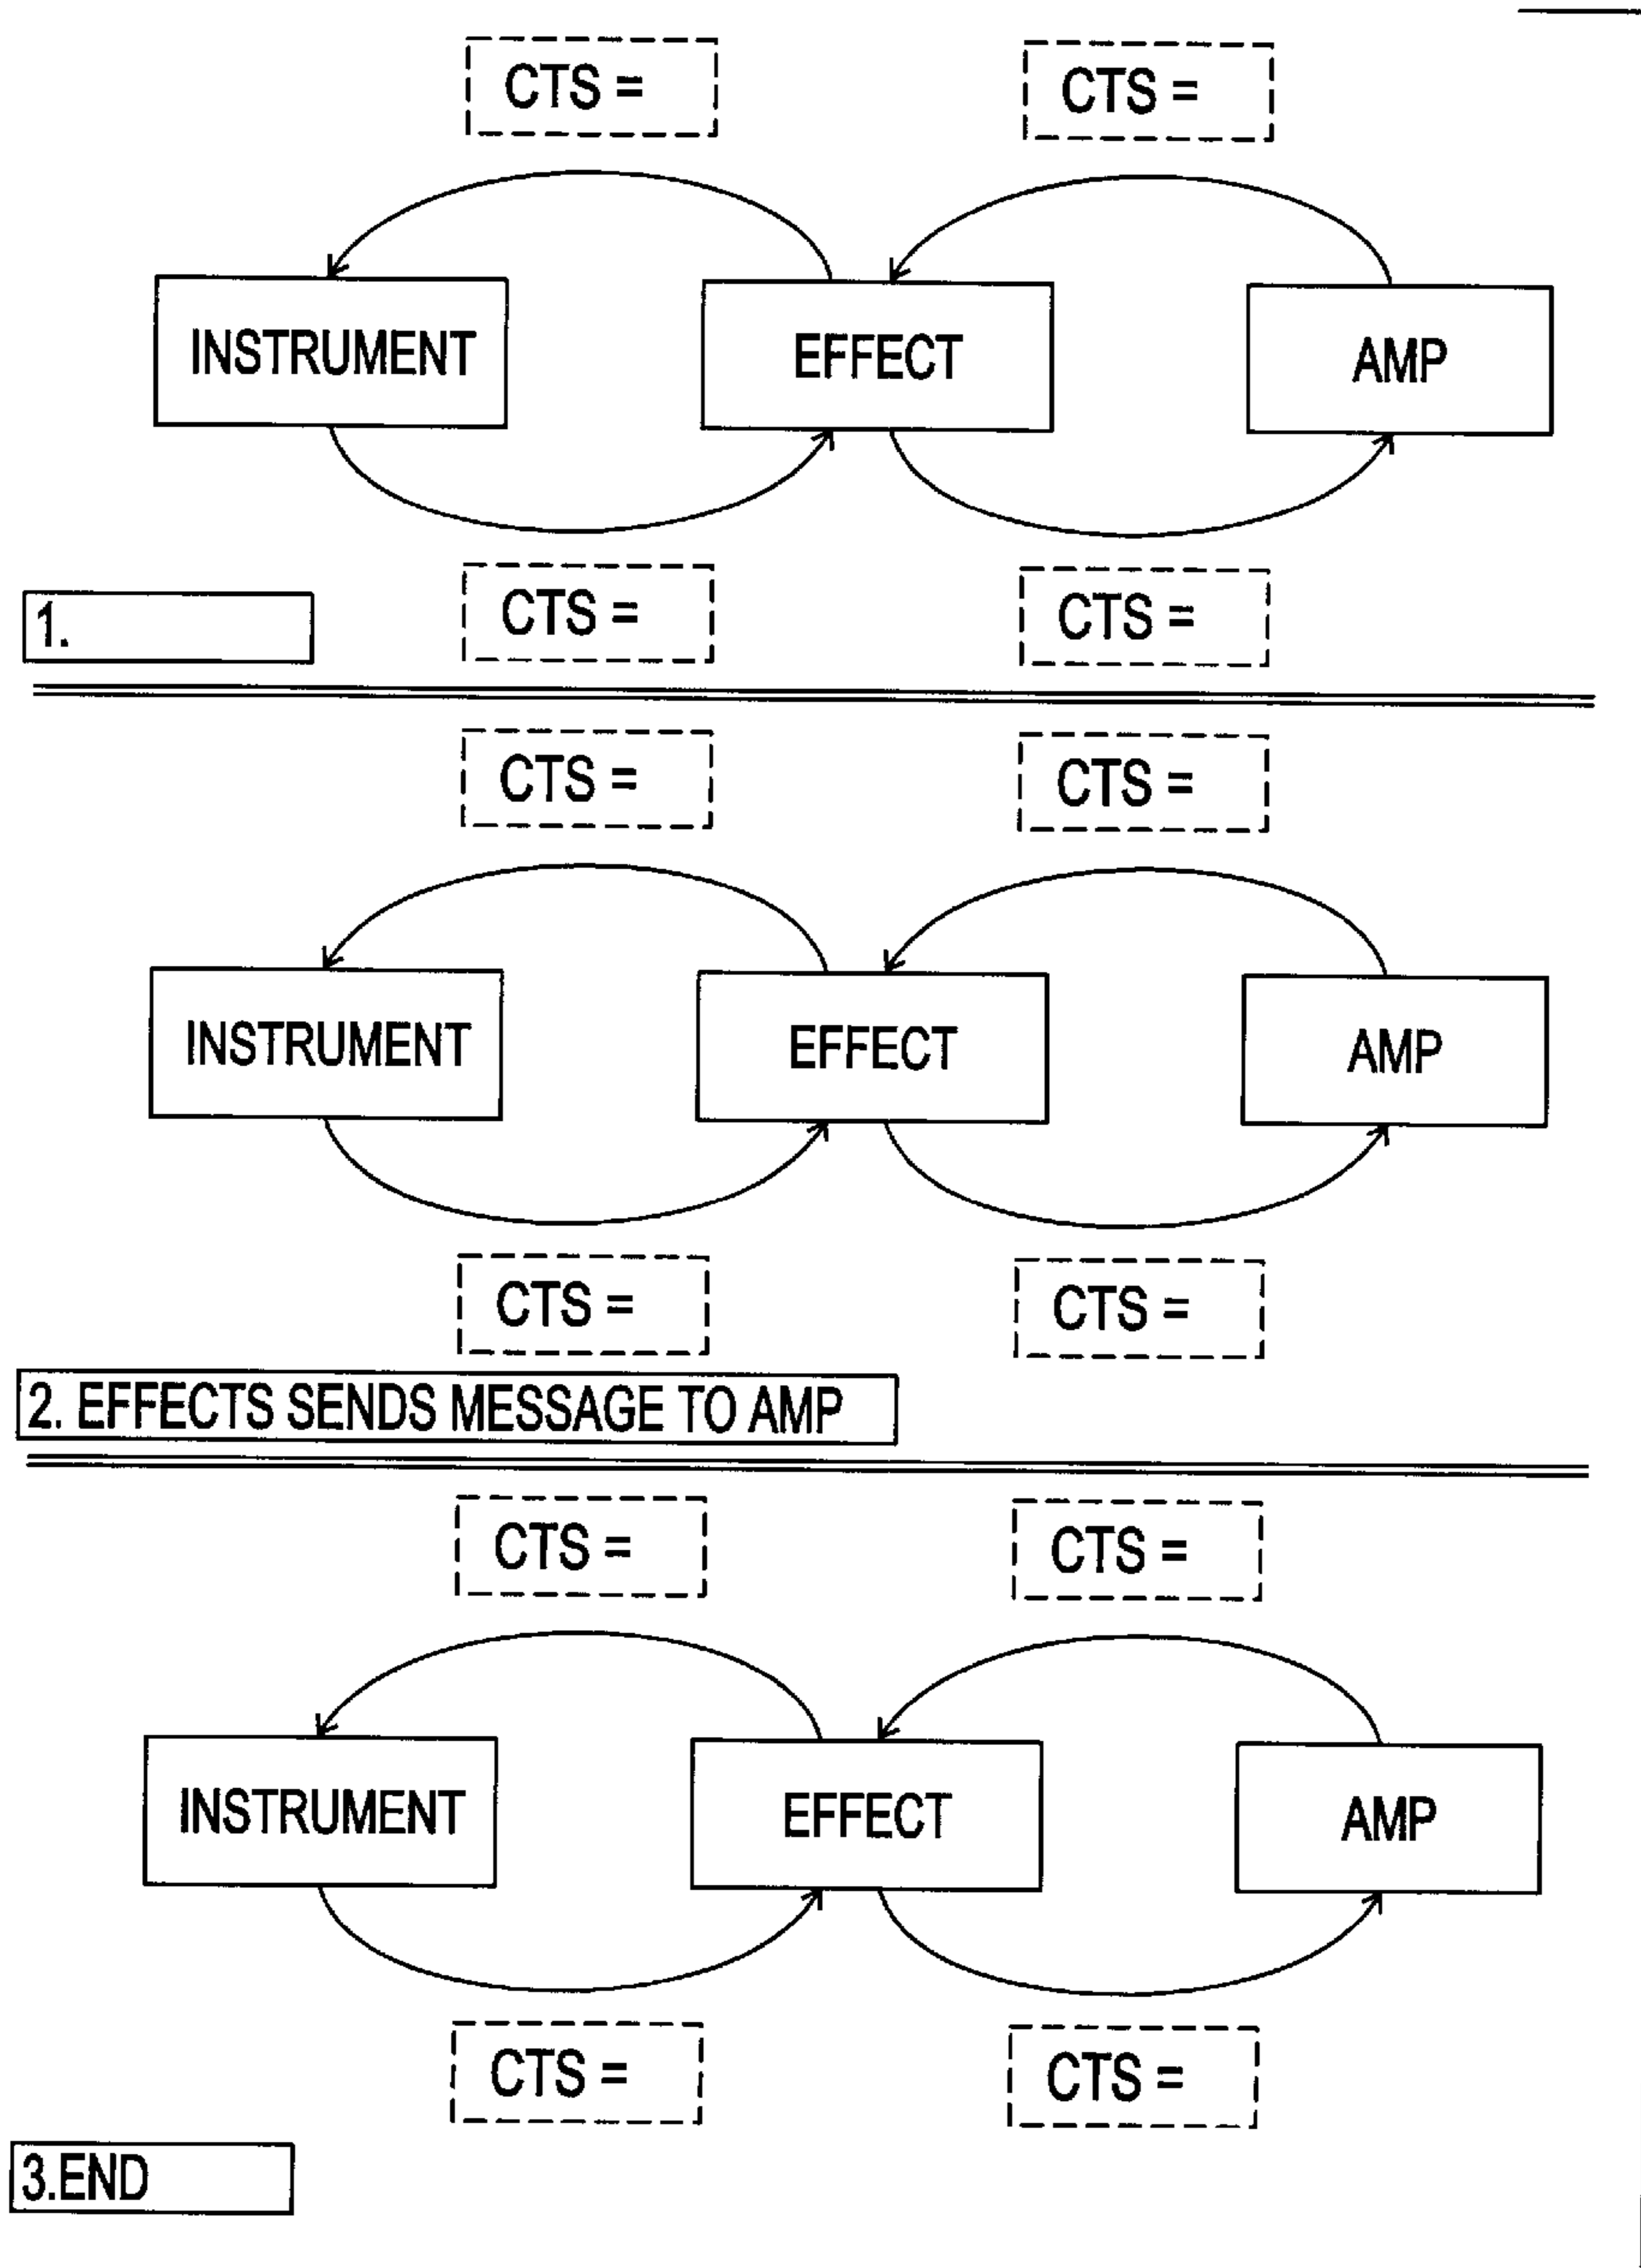 CTS = CTS =
INSTRUMENT EFFECT AMP
CTS = CTS =
1.
CTS = CTS =
INSTRUMENT EFFECT AMP
CTS = CTS =
2. EFFECTS SENDS MESSAGE TO AMP
CTS = CTS =
INSTRUMENT EFFECT AMP
CTS = CTS =
3.END